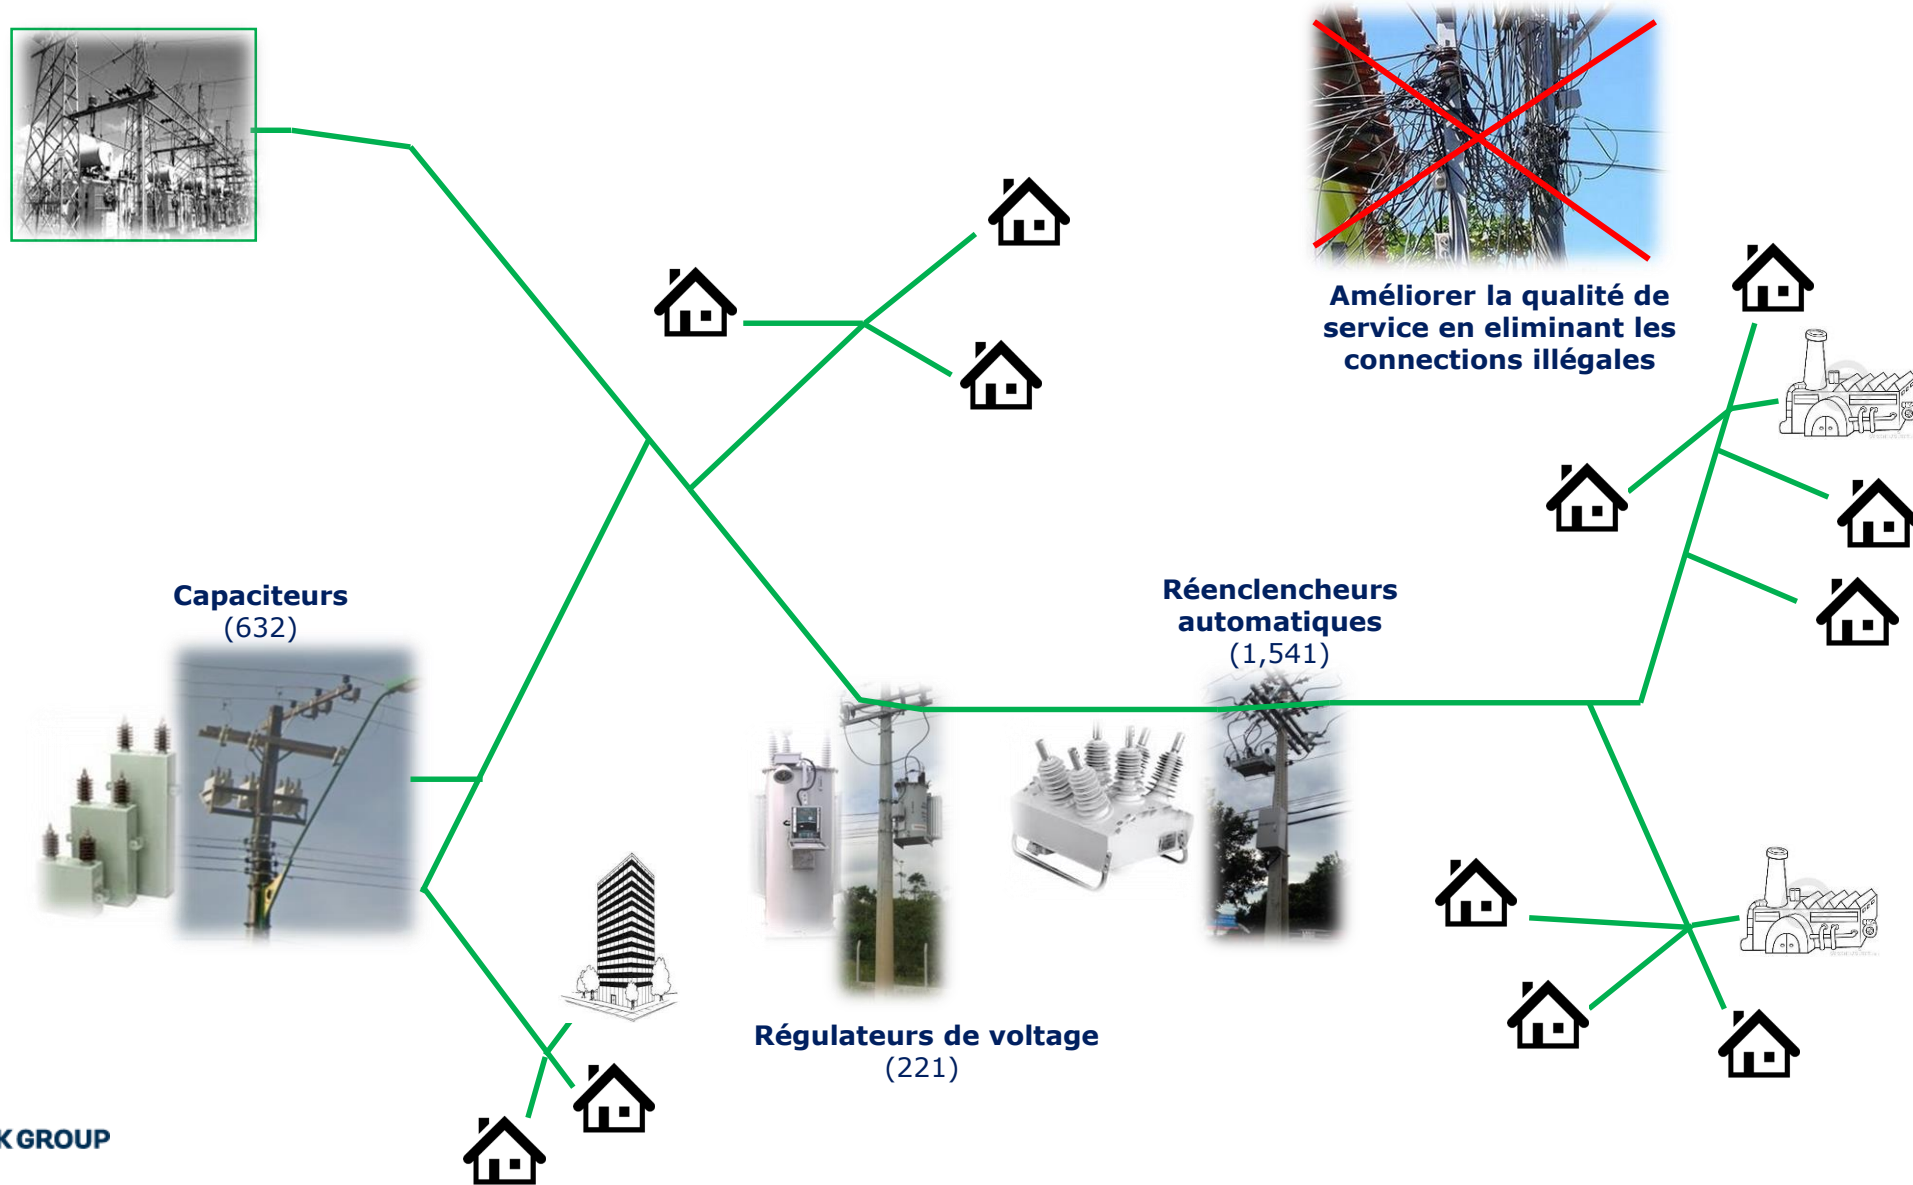 Améliorer la qualité de
service en eliminant les
connections illégales
Capaciteurs
(632)
Réenclencheurs
automatiques
(1,541)
Régulateurs de voltage
(221)
K GROUP